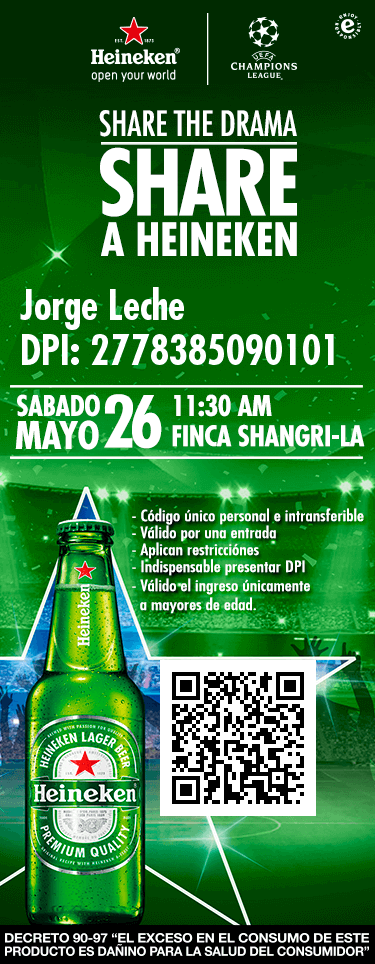 EST. 1873
Heineken®
open your world
UEFA
CHAMPIONS
LEAGUE®
ENJOY RESPONSIBLY
e
SHARE THE DRAMA
SHARE
A HEINEKEN
Jorge Leche
DPI: 2778385090101
SABADO
MAYO 26
11:30 AM
FINCA SHANGRI-LA
- Código único personal e intransferible
- Válido por una entrada
- Aplican restricciónes
- Indispensable presentar DPI
- Válido el ingreso únicamente
a mayores de edad.
Heineken
HEINEKEN LAGER BEER
Heineken®
PREMIUM QUALITY
DECRETO 90-97 “EL EXCESO EN EL CONSUMO DE ESTE
PRODUCTO ES DAÑINO PARA LA SALUD DEL CONSUMIDOR”